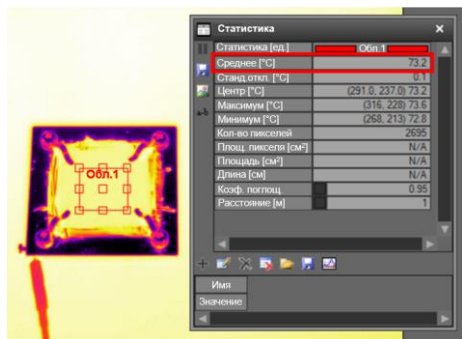 Статистика
Статистика [ед.] Обл.1
Среднее [°C] 73.2
Станд.откл. [°C] 0.1
Центр [°C] (291.0, 237.0) 73.2
Максимум [°C] (316, 228) 73.6
Минимум [°C] (268, 213) 72.8
Кол-во пикселей 2695
Площ. пикселя [см²] N/A
Площадь [см²] N/A
Длина [см] N/A
Коэф. поглощ. 0.95
Расстояние [м] 1
Обл.1
Имя
Значение